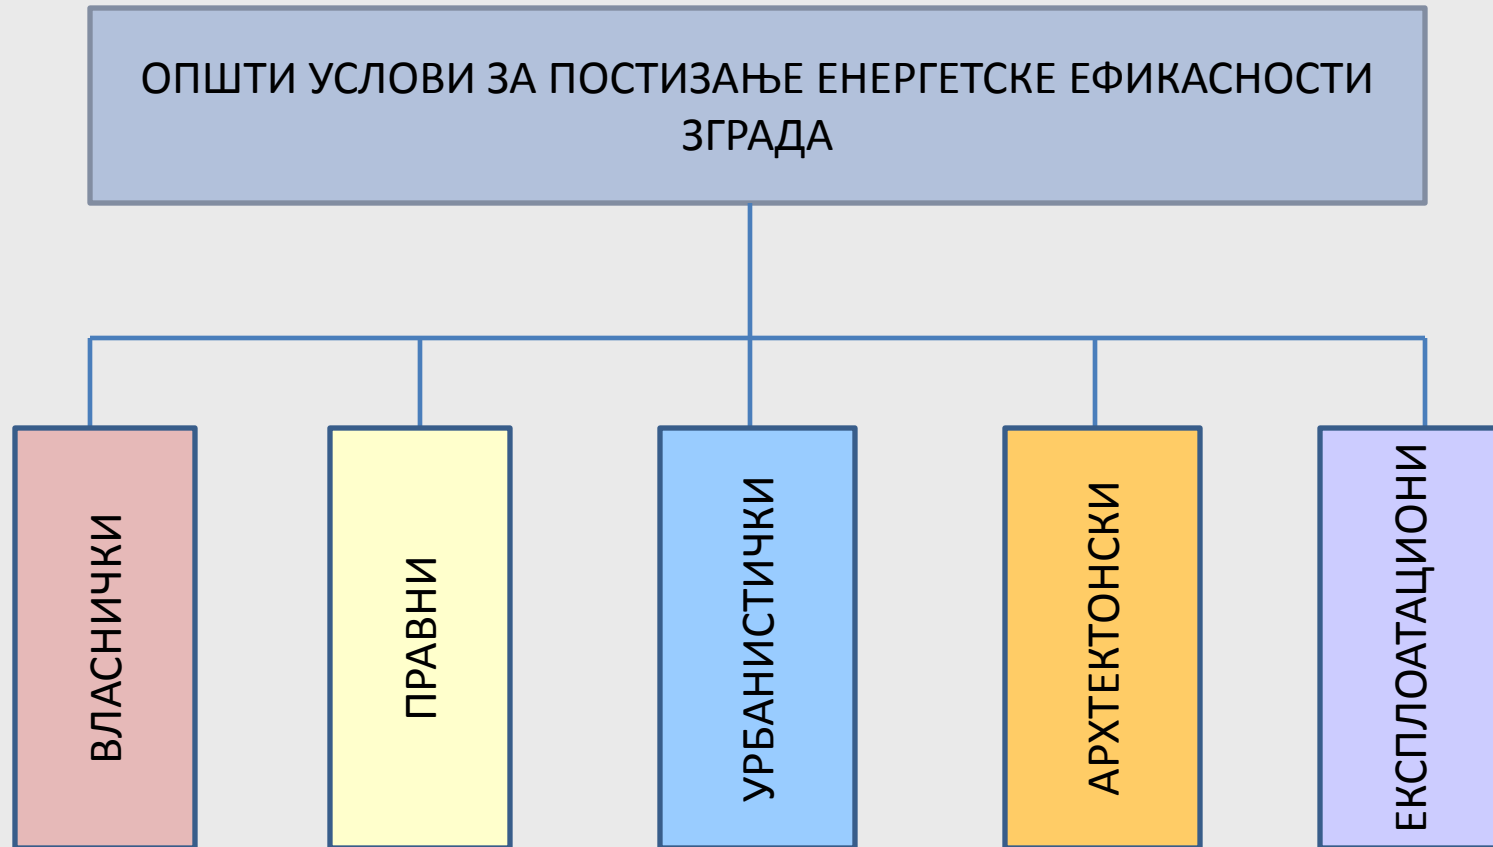 ОПШТИ УСЛОВИ ЗА ПОСТИЗАЊЕ ЕНЕРГЕТСКЕ ЕФИКАСНОСТИ
ЗГРАДА
ВЛАСНИЧКИ
ПРАВНИ
УРБАНИСТИЧКИ
АРХТЕКТОНСКИ
ЕКСПЛОАТАЦИОНИ